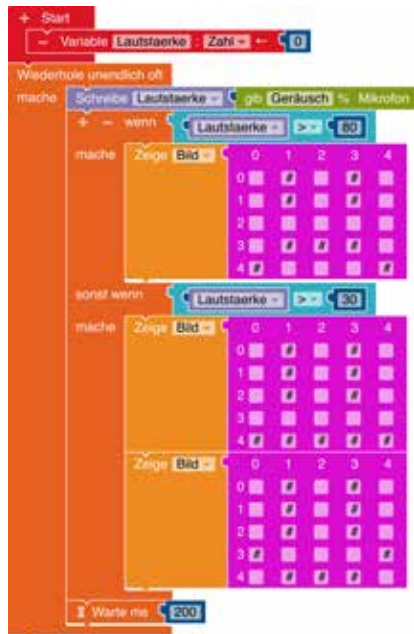 + Start
− Variable Lautstaerke : Zahl ← 0
Wiederhole unendlich oft
mache Schreibe Lautstaerke gib Geräusch % Mikrofon
+ − wenn Lautstaerke > 80
mache Zeige Bild 0 1 2 3 4
0 # #
1 # #
2
3 # # #
4 # #
sonst wenn Lautstaerke > 30
mache Zeige Bild 0 1 2 3 4
0 # #
1 # #
2 # #
3
4 # # # # #
Zeige Bild 0 1 2 3 4
0 # #
1 # #
2 # #
3 # #
4 # # #
Warte ms 200